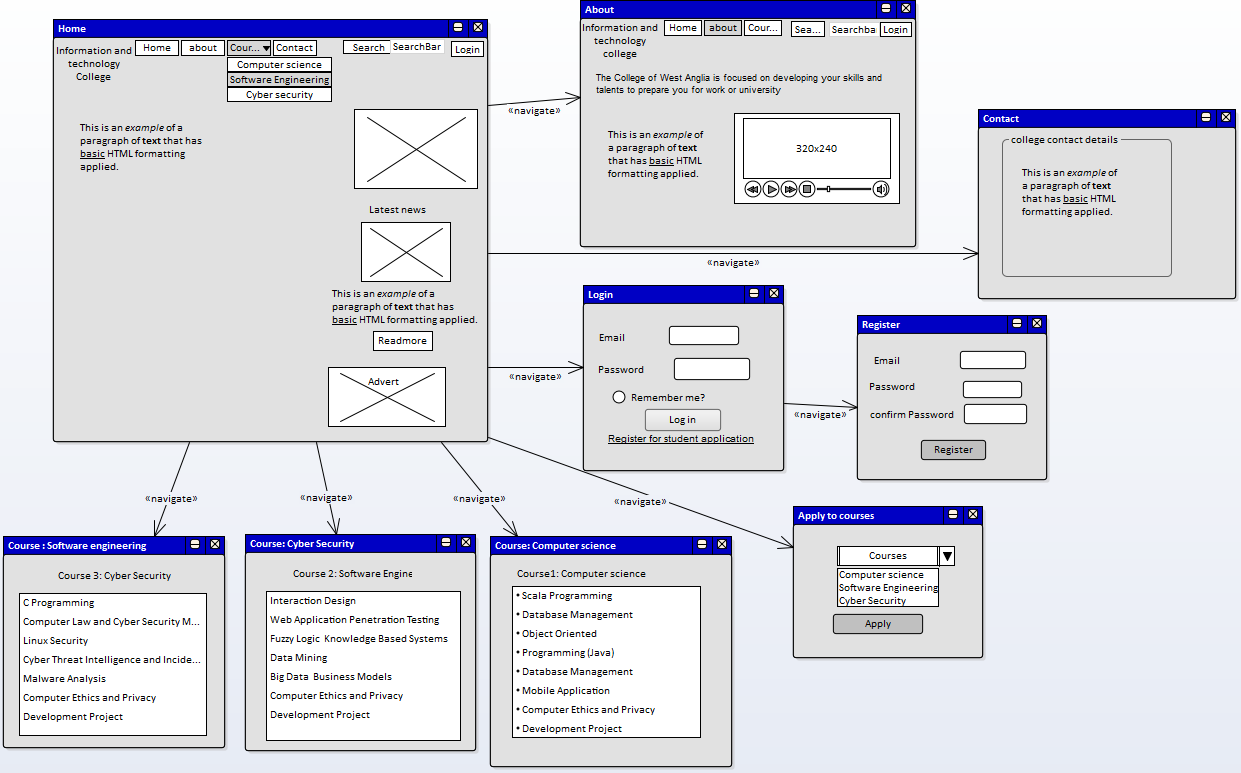 Home
Information and
technology
College
Home
about
Cour...
Contact
Search
SearchBar
Login
Computer science
Software Engineering
Cyber security
This is an example of a
paragraph of text that has
basic HTML formatting
applied.
Latest news
This is an example of a
paragraph of text that has
basic HTML formatting applied.
Readmore
Advert
«navigate»
About
Information and
technology
college
Home
about
Cour...
Sea...
Searchba
Login
The College of West Anglia is focused on developing your skills and
talents to prepare you for work or university
This is an example of
a paragraph of text
that has basic HTML
formatting applied.
320x240
«navigate»
Contact
college contact details
This is an example of
a paragraph of text
that has basic HTML
formatting applied.
«navigate»
Login
Email
Password
Remember me?
Log in
Register for student application
«navigate»
Register
Email
Password
confirm Password
Register
«navigate»
«navigate»
«navigate»
«navigate»
Course : Software engineering
Course 3: Cyber Security
C Programming
Computer Law and Cyber Security M...
Linux Security
Cyber Threat Intelligence and Incide...
Malware Analysis
Computer Ethics and Privacy
Development Project
Course: Cyber Security
Course 2: Software Engine
Interaction Design
Web Application Penetration Testing
Fuzzy Logic Knowledge Based Systems
Data Mining
Big Data Business Models
Computer Ethics and Privacy
Development Project
Course: Computer science
Course1: Computer science
• Scala Programming
• Database Management
• Object Oriented
• Programming (Java)
• Database Management
• Mobile Application
• Computer Ethics and Privacy
• Development Project
Apply to courses
Courses
Computer science
Software Engineering
Cyber Security
Apply